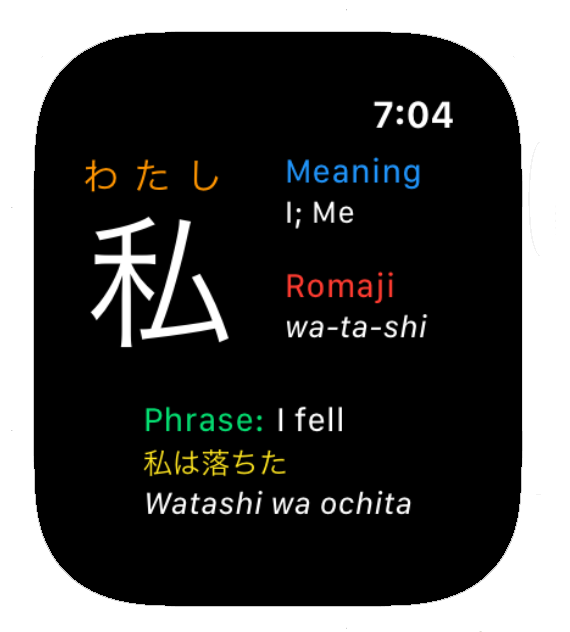 7:04
わたし
私
Meaning
I; Me
Romaji
wa-ta-shi
Phrase: I fell
私は落ちた
Watashi wa ochita